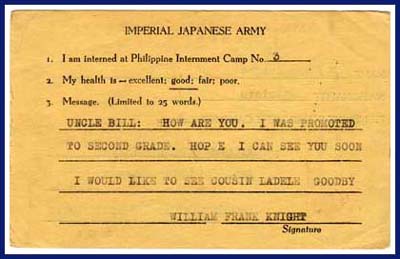 IMPERIAL JAPANESE ARMY
1. I am interned at Philippine Internment Camp No. 3
2. My health is — excellent; good; fair; poor.
3. Message. (Limited to 25 words.)
UNCLE BILL: HOW ARE YOU. I WAS PROMOTED
TO SECOND GRADE. HOP E I CAN SEE YOU SOON
I WOULD LIKE TO SEE COUSIN LADELE GOODBY
WILLIAM FRANK KNIGHT
Signature